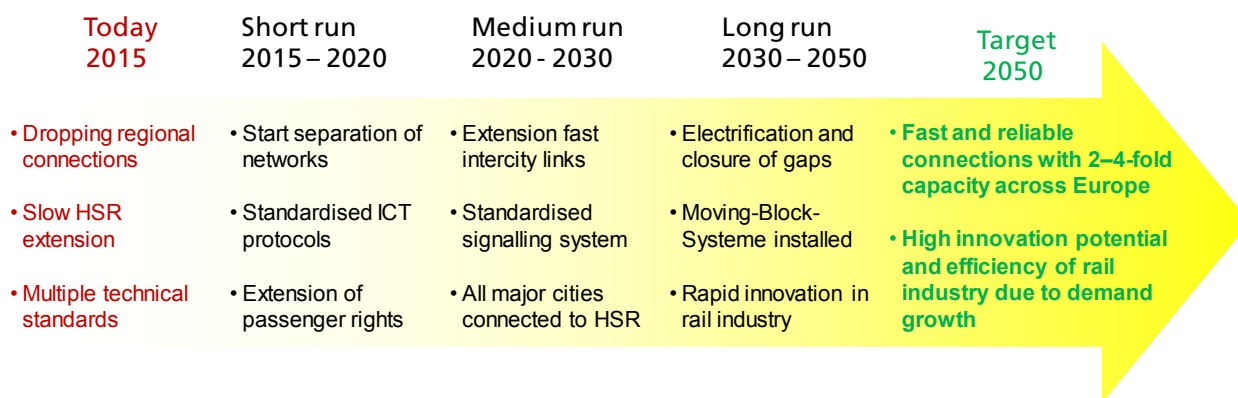 Today
2015
Short run
2015 – 2020
Medium run
2020 - 2030
Long run
2030 – 2050
Target
2050
• Dropping regional
connections
• Slow HSR
extension
• Multiple technical
standards
• Start separation of
networks
• Standardised ICT
protocols
• Extension of
passenger rights
• Extension fast
intercity links
• Standardised
signalling system
• All major cities
connected to HSR
• Electrification and
closure of gaps
• Moving-Block-
Systeme installed
• Rapid innovation in
rail industry
• Fast and reliable
connections with 2–4-fold
capacity across Europe
• High innovation potential
and efficiency of rail
industry due to demand
growth